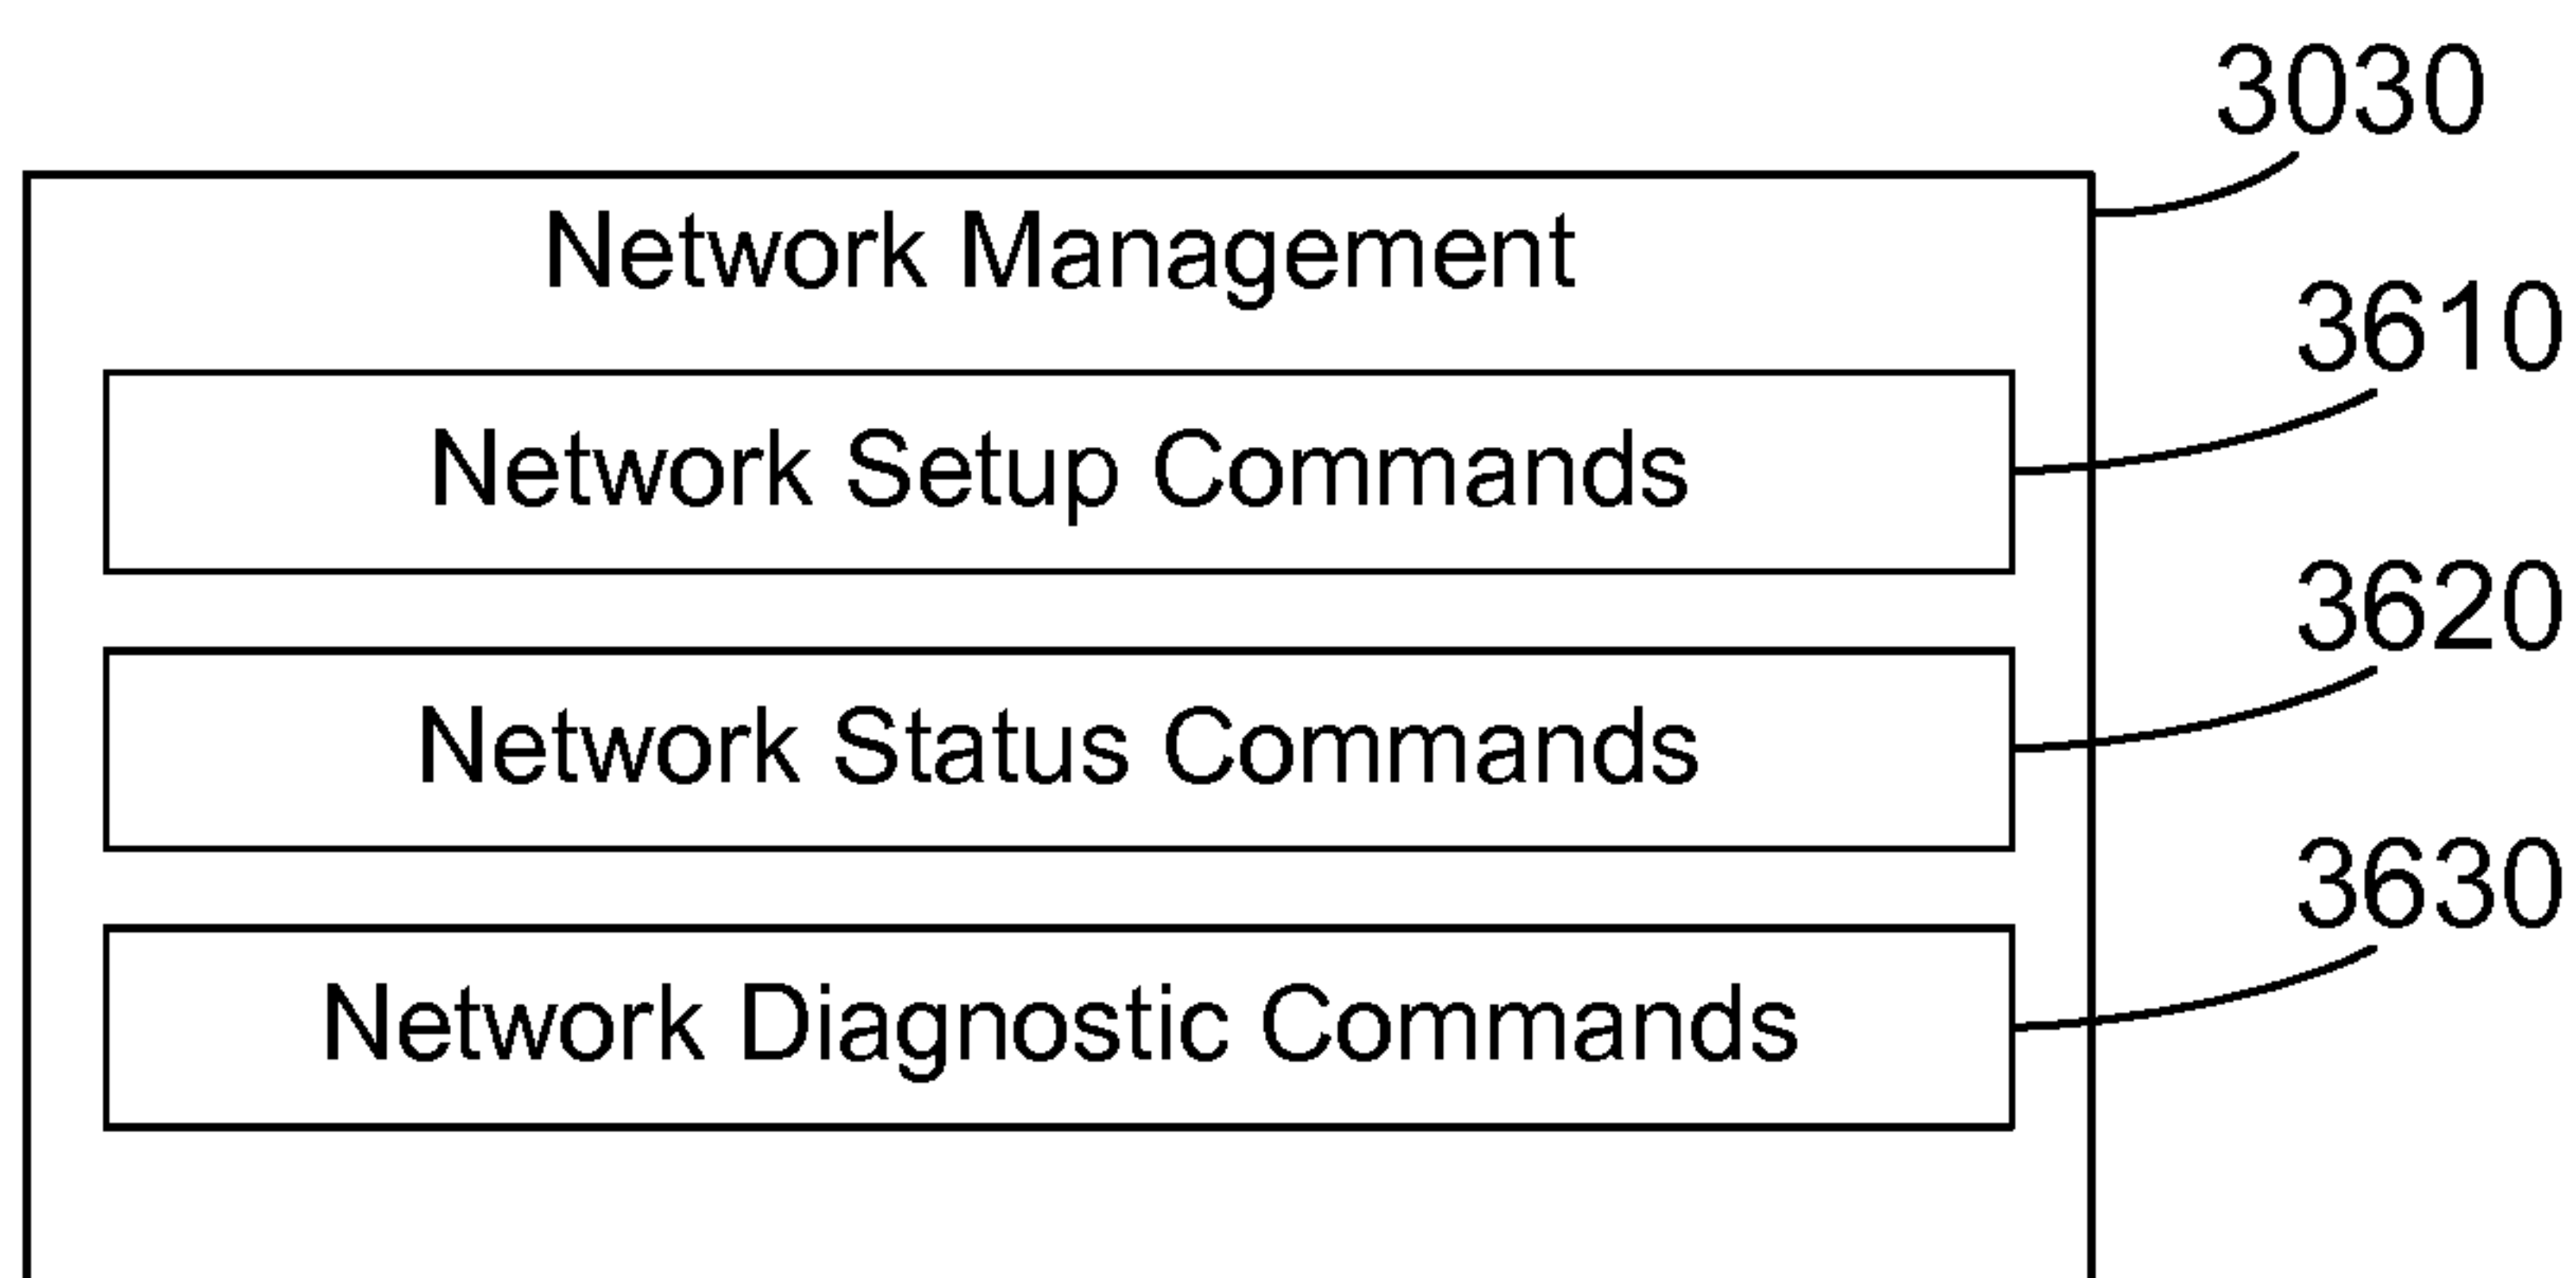 3030
Network Management
3610
Network Setup Commands
3620
Network Status Commands
3630
Network Diagnostic Commands